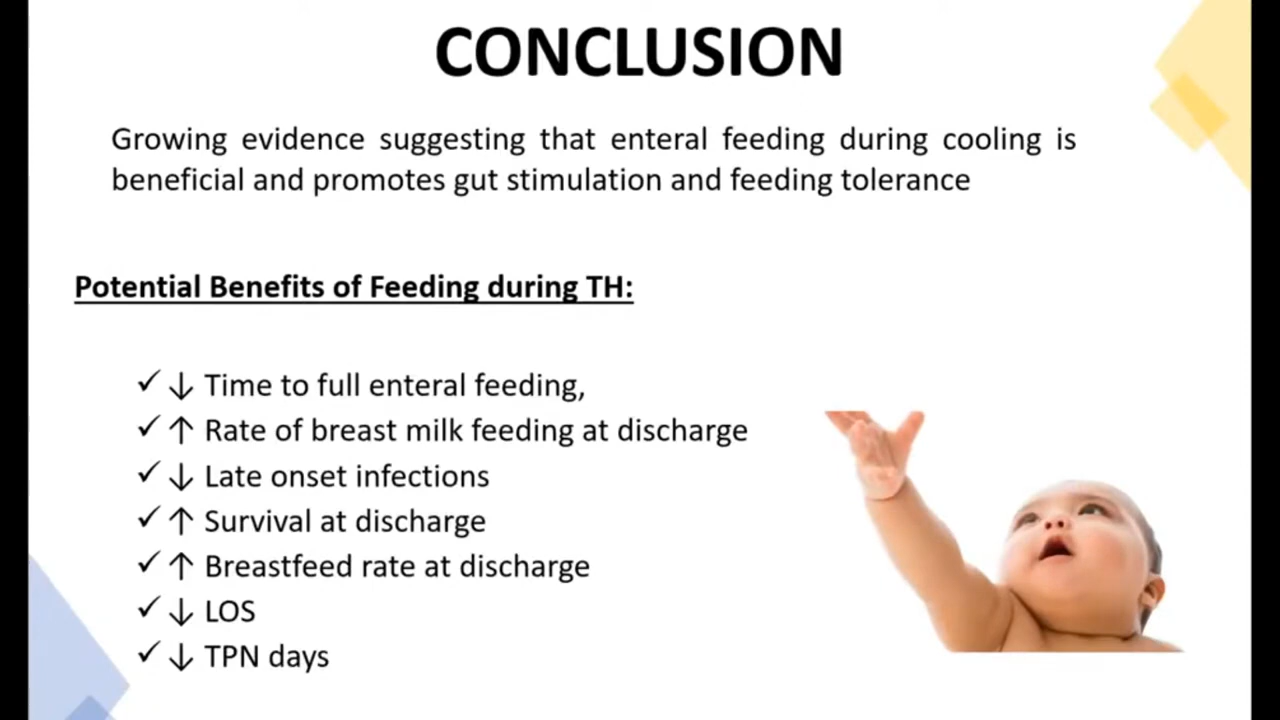 CONCLUSION
Growing evidence suggesting that enteral feeding during cooling is
beneficial and promotes gut stimulation and feeding tolerance
Potential Benefits of Feeding during TH:
✓ ↓ Time to full enteral feeding,
✓ ↑ Rate of breast milk feeding at discharge
✓ ↓ Late onset infections
✓ ↑ Survival at discharge
✓ ↑ Breastfeed rate at discharge
✓ ↓ LOS
✓ ↓ TPN days